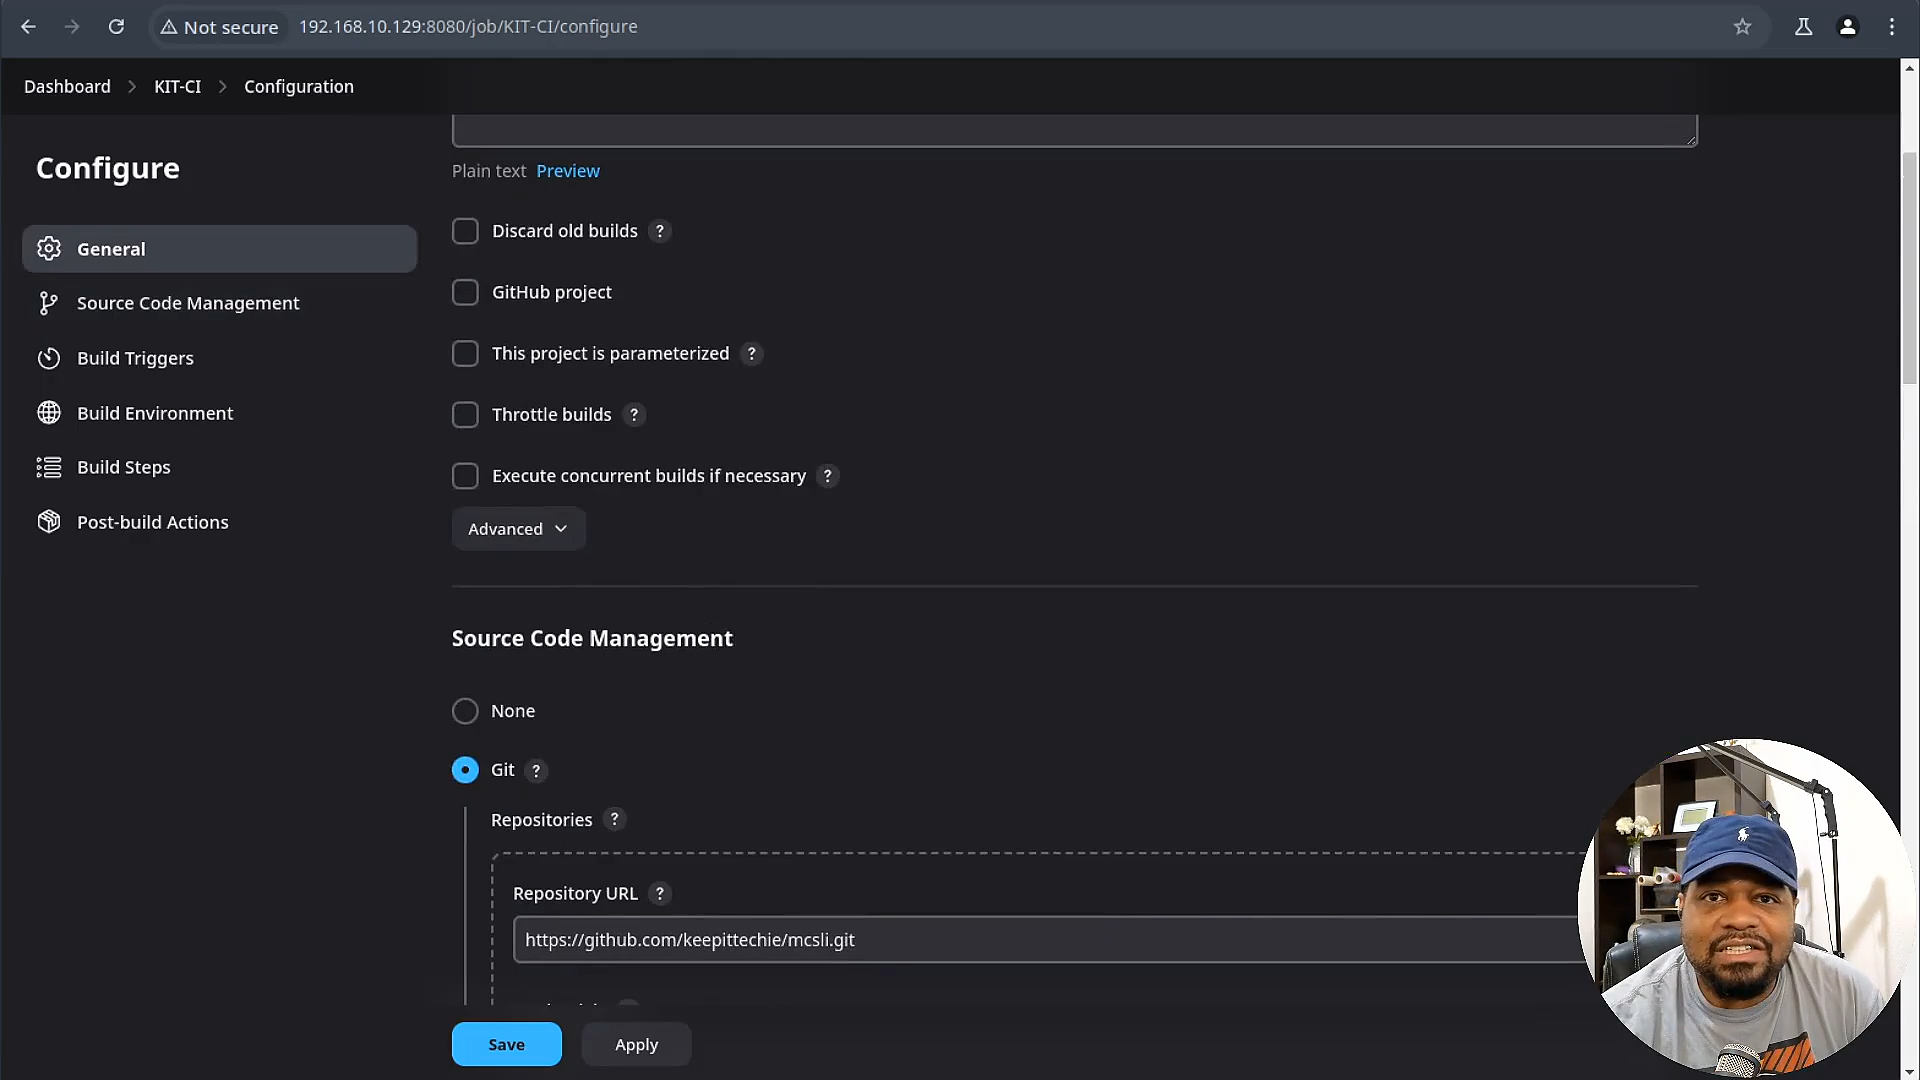 Not secure 192.168.10.129:8080/job/KIT-CI/configure
Dashboard > KIT-CI > Configuration
Configure
General
Source Code Management
Build Triggers
Build Environment
Build Steps
Post-build Actions
Plain text Preview
Discard old builds ?
GitHub project
This project is parameterized ?
Throttle builds ?
Execute concurrent builds if necessary ?
Advanced
Source Code Management
None
Git ?
Repositories ?
Repository URL ?
https://github.com/keepittechie/mcsli.git
Save Apply